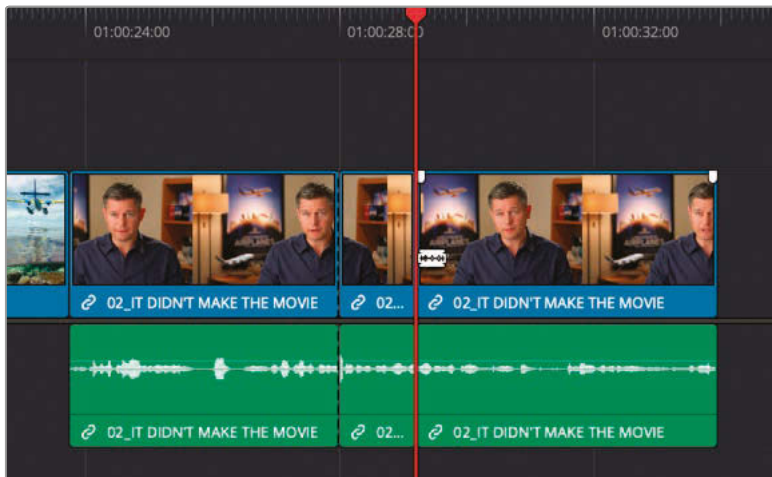 01:00:24:00 01:00:28:00 01:00:32:00
AIRPLANES
02_IT DIDN'T MAKE THE MOVIE 02... 02_IT DIDN'T MAKE THE MOVIE
02_IT DIDN'T MAKE THE MOVIE 02... 02_IT DIDN'T MAKE THE MOVIE